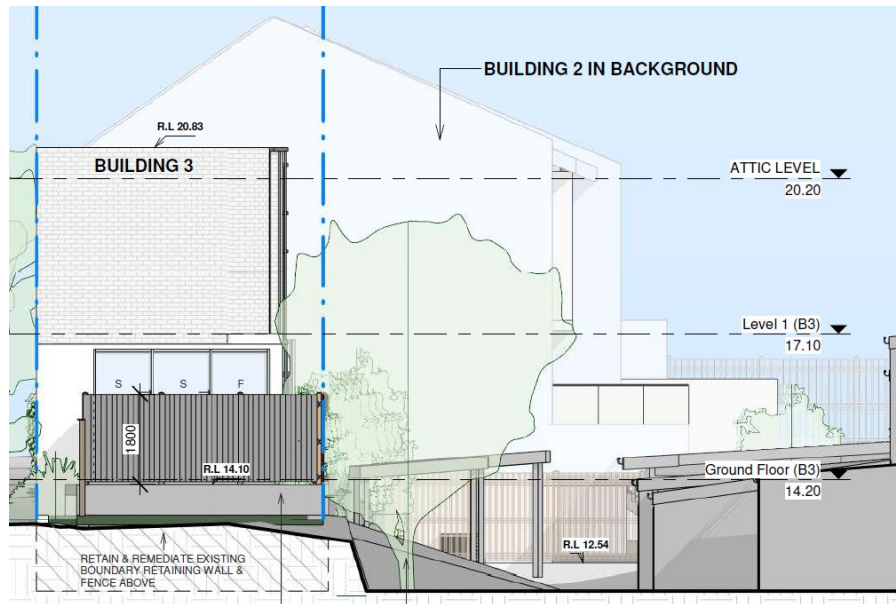 BUILDING 2 IN BACKGROUND
R.L 20.83
BUILDING 3
ATTIC LEVEL
20.20
Level 1 (B3)
17.10
S S F
1800
R.L 14.10
Ground Floor (B3)
14.20
R.L 12.54
RETAIN & REMEDIATE EXISTING
BOUNDARY RETAINING WALL &
FENCE ABOVE